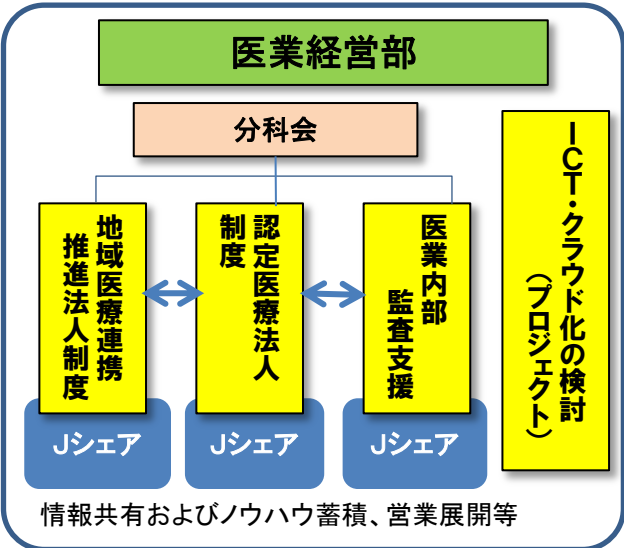 医業経営部
分科会
地域医療連携
推進法人制度
認定医療法人
制度
医業内部
監査支援
ICT・クラウド化の検討
(プロジェクト)
Jシェア
Jシェア
Jシェア
情報共有およびノウハウ蓄積、営業展開等